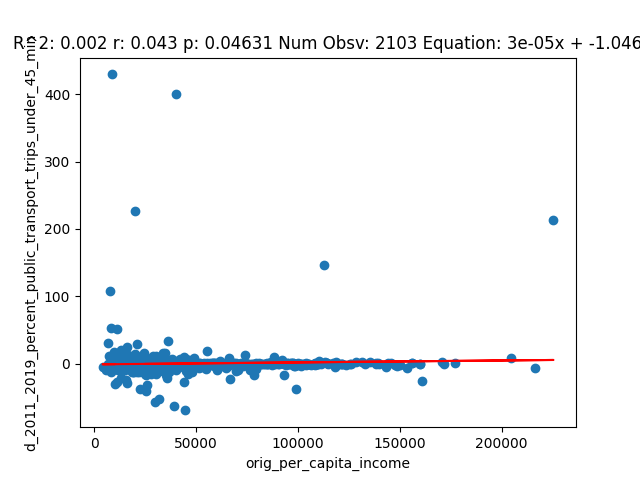 R^2: 0.002 r: 0.043 p: 0.04631 Num Obsv: 2103 Equation: 3e-05x + -1.046
d_2011_2019_percent_public_transport_trips_under_45_min
400
300
200
100
0
0 50000 100000 150000 200000
orig_per_capita_income